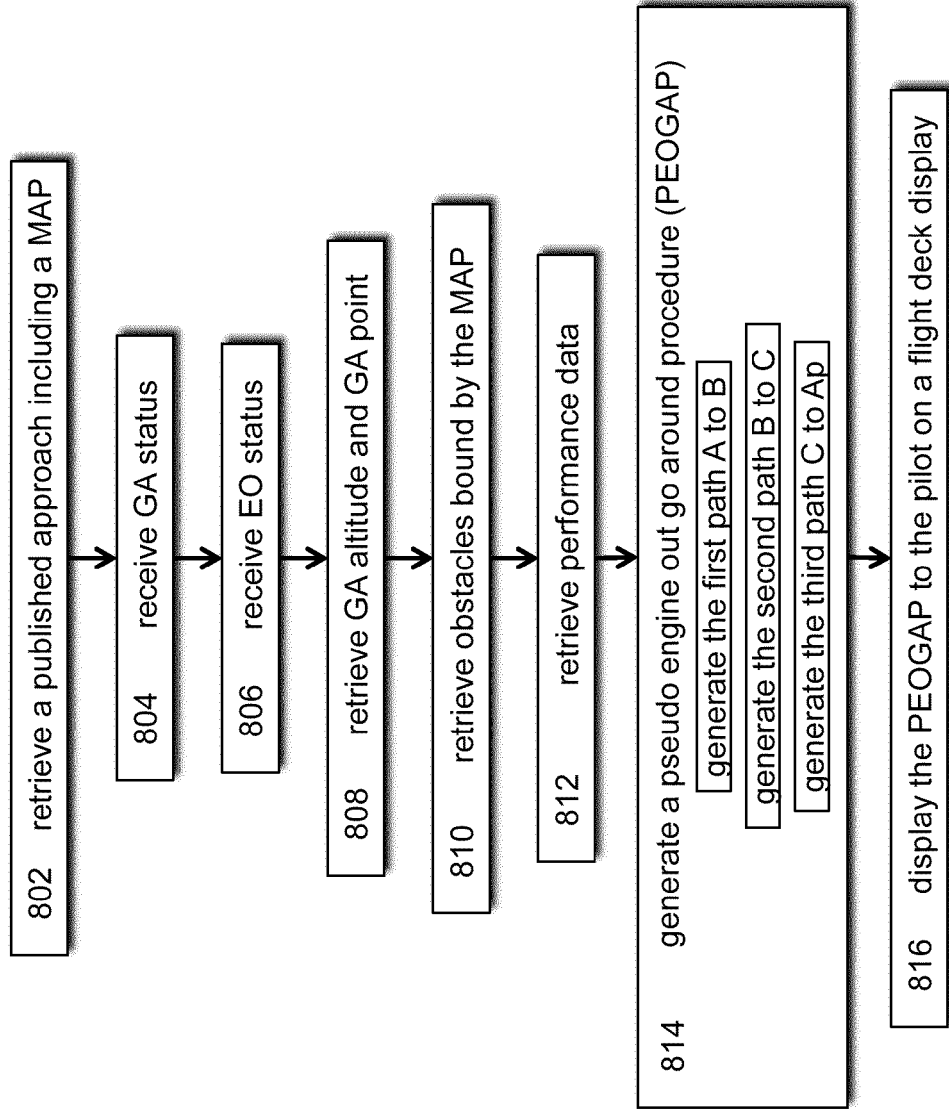 802 retrieve a published approach including a MAP
804 receive GA status
806 receive EO status
808 retrieve GA altitude and GA point
810 retrieve obstacles bound by the MAP
812 retrieve performance data
814 generate a pseudo engine out go around procedure (PEOGAP)
generate the first path A to B
generate the second path B to C
generate the third path C to Ap
816 display the PEOGAP to the pilot on a flight deck display